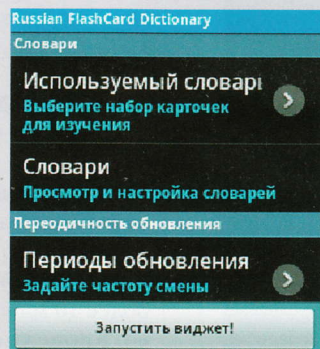 Russian FlashCard Dictionary
Словари
Используемый словарь
Выберите набор карточек
для изучения
Словари
Просмотр и настройка словарей
Переодичность обновления
Периоды обновления
Задайте частоту смены
Запустить виджет!